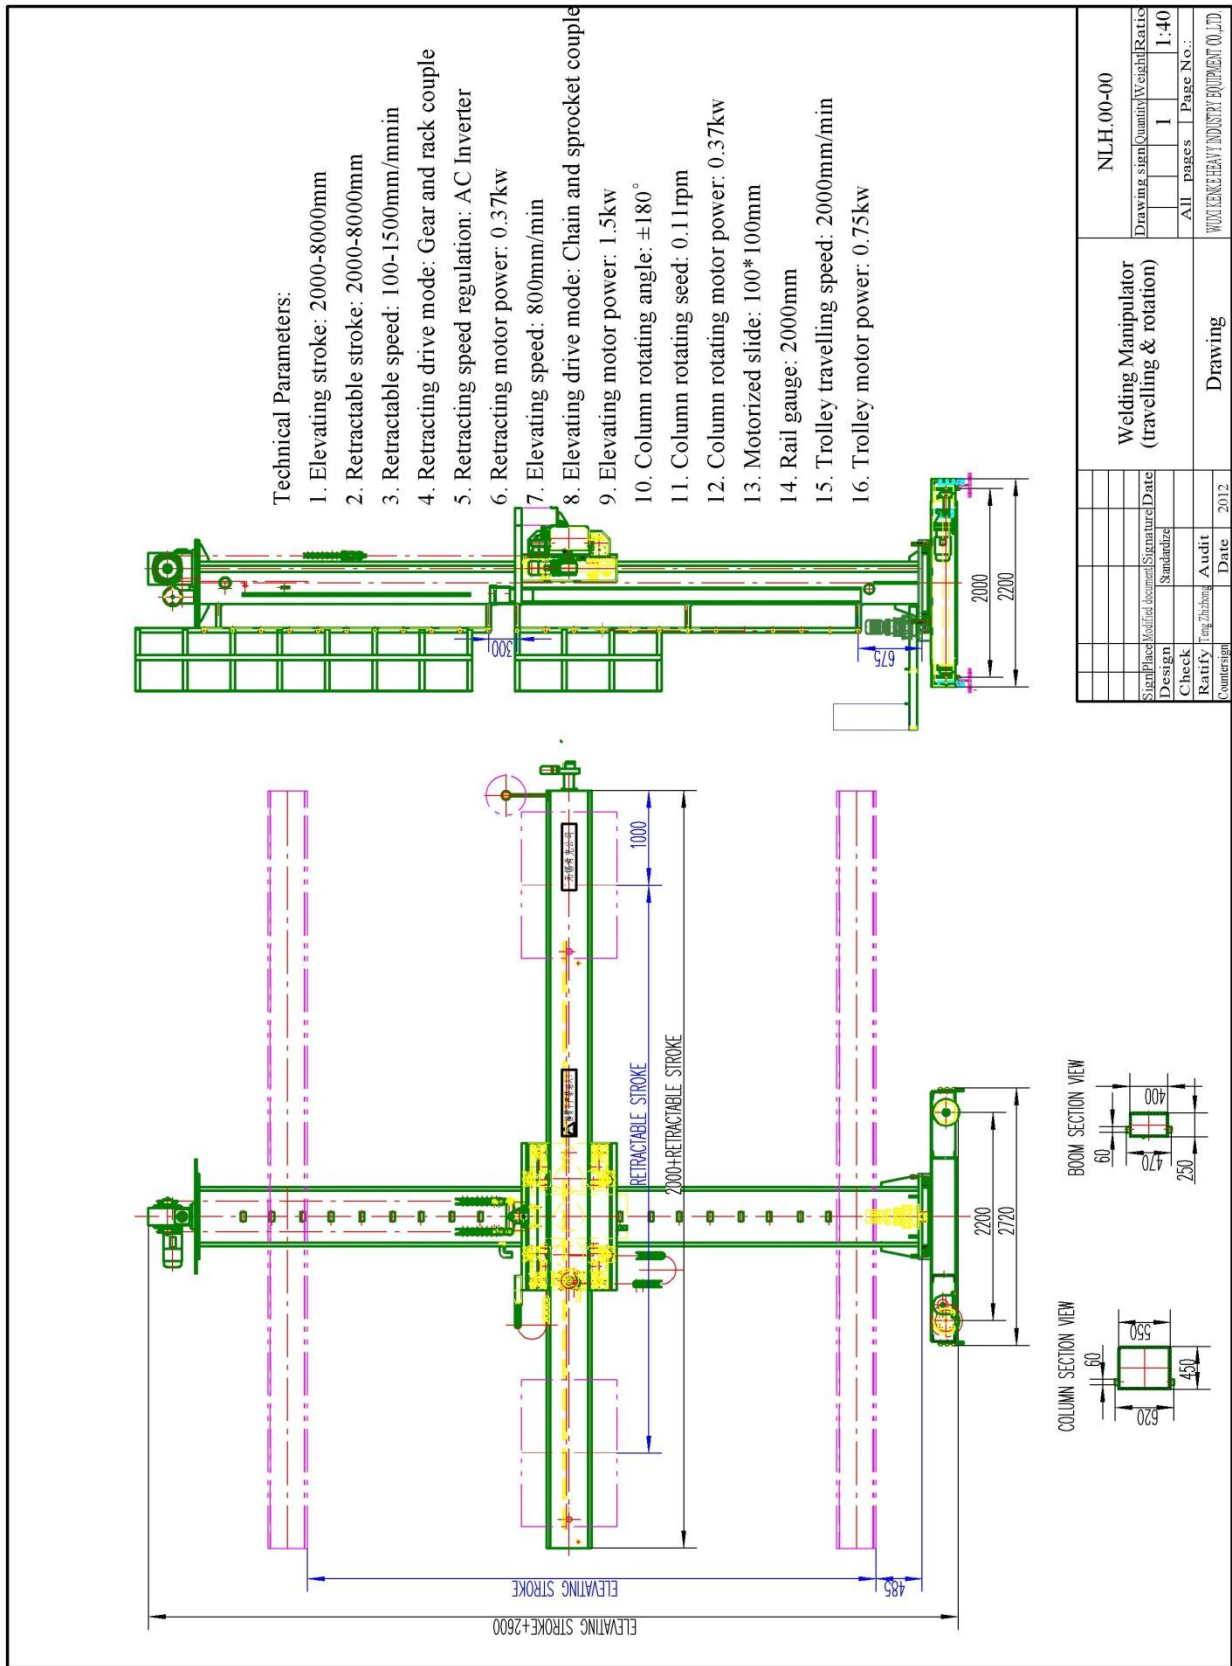 Technical Parameters:
1. Elevating stroke: 2000-8000mm
2. Retractable stroke: 2000-8000mm
3. Retractable speed: 100-1500mm/mmin
4. Retracting drive mode: Gear and rack couple
5. Retracting speed regulation: AC Inverter
6. Retracting motor power: 0.37kw
7. Elevating speed: 800mm/min
8. Elevating drive mode: Chain and sprocket couple
9. Elevating motor power: 1.5kw
10. Column rotating angle: ±180°
11. Column rotating seed: 0.11rpm
12. Column rotating motor power: 0.37kw
13. Motorized slide: 100*100mm
14. Rail gauge: 2000mm
15. Trolley travelling speed: 2000mm/min
16. Trolley motor power: 0.75kw
300
675
2000
2200
1000
RETRACTABLE STROKE
2000+RETRACTABLE STROKE
ELEVATING STROKE
485
ELEVATING STROKE+2600
2200
2720
COLUMN SECTION VIEW
60
550
620
450
BOOM SECTION VIEW
60
400
470
250
Sign Place Modified document Signature Date
Design Standardize
Check
Ratify Teng Zhizhong Audit
Countersign Date 2012
Welding Manipulator
(travelling & rotation)
Drawing
NLH.00-00
Drawing sign Quantity Weight Ratio
1 1:40
All pages Page No.:
WUXI KENKE HEAVY INDUSTRY EQUIPMENT CO.,LTD.